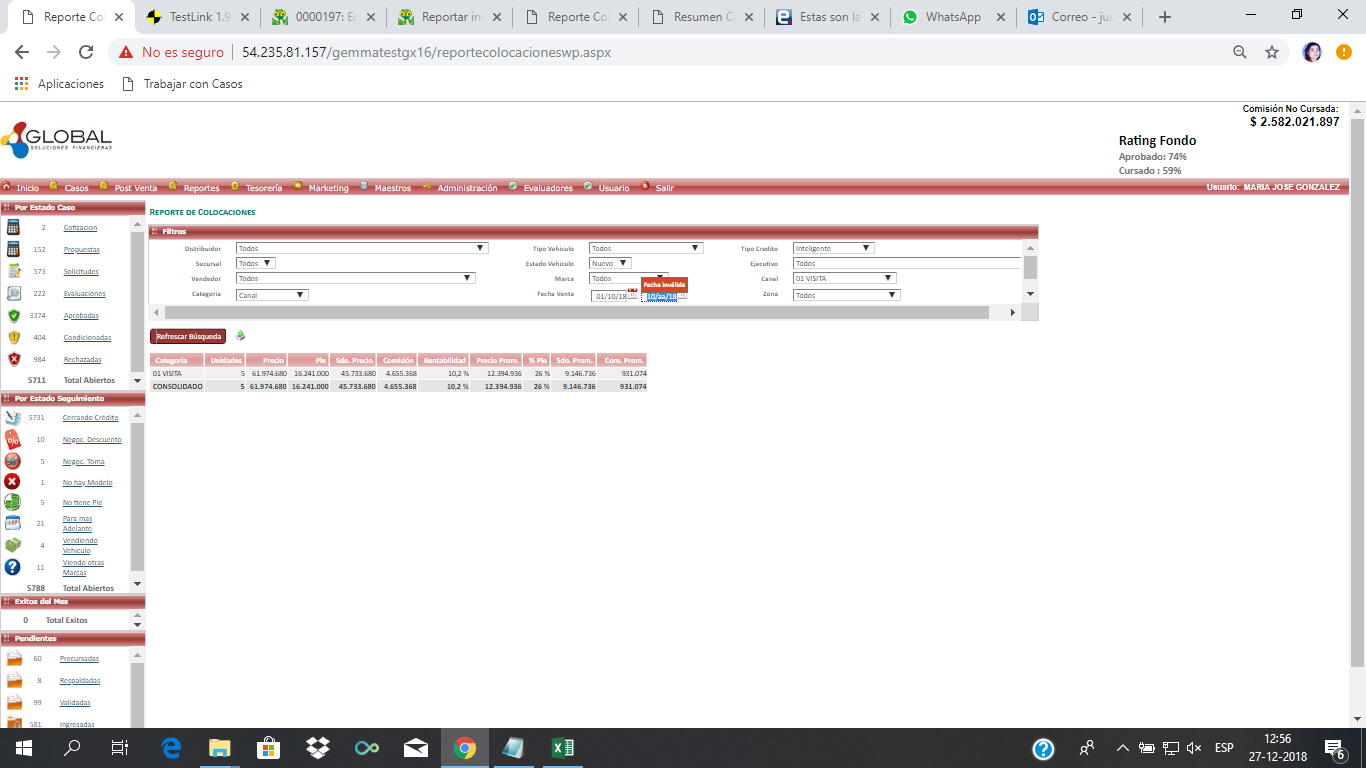 Reporte Col
TestLink 1.9
0000197: Er
Reportar in
Reporte Col
Resumen C
Estas son la
WhatsApp
Correo - juc
No es seguro
54.235.81.157/gemmatestgx16/reportecolocacioneswp.aspx
Aplicaciones
Trabajar con Casos
Comisión No Cursada:
$ 2.582.021.897
GLOBAL
SOLUCIONES FINANCIERAS
Rating Fondo
Aprobado: 74%
Cursado : 59%
Inicio Casos Post Venta Reportes Tesorería Marketing Maestros Administración Evaluadores Usuario Salir
Usuario: MARIA JOSE GONZALEZ
Por Estado Caso
2 Cotizacion
152 Propuestas
573 Solicitudes
222 Evaluaciones
3374 Aprobadas
404 Condicionadas
984 Rechazadas
5711 Total Abiertos
Por Estado Seguimiento
5731 Cerrando Crédito
10 Negoc. Descuento
5 Negoc. Toma
1 No hay Modelo
5 No tiene Pie
21 Para mas
Adelante
4 Vendiendo
Vehiculo
11 Viendo otras
Marcas
5788 Total Abiertos
Exitos del Mes
0 Total Exitos
Pendientes
60 Precursadas
8 Respaldadas
99 Validadas
581 Ingresadas
REPORTE DE COLOCACIONES
Filtros
Distribuidor Todos Tipo Vehiculo Todos Tipo Credito Inteligente
Sucursal Todos Estado Vehiculo Nuevo Ejecutivo Todos
Vendedor Todos Marca Todos Canal 01 VISITA
Fecha inválida
Categoria Canal Fecha Venta 01/10/18 Zona Todos
Refrescar Búsqueda
Categoría Unidades Precio Pie Sdo. Precio Comisión Rentabilidad Precio Prom. % Pie Sdo. Prom. Com. Prom.
01 VISITA 5 61.974.680 16.241.000 45.733.680 4.655.368 10,2 % 12.394.936 26 % 9.146.736 931.074
CONSOLIDADO 5 61.974.680 16.241.000 45.733.680 4.655.368 10,2 % 12.394.936 26 % 9.146.736 931.074
ESP
12:56
27-12-2018
6